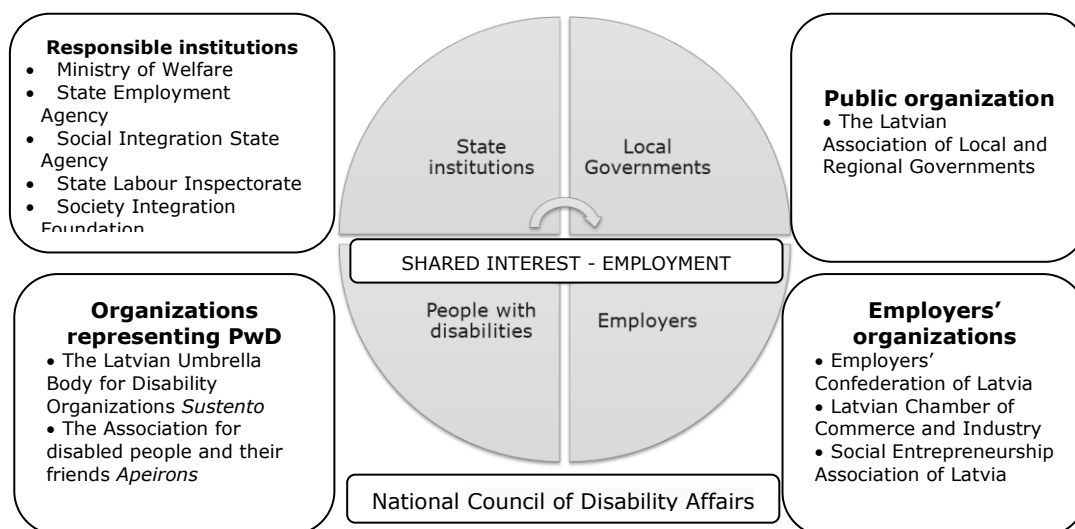 Responsible institutions
• Ministry of Welfare
• State Employment
Agency
• Social Integration State
Agency
• State Labour Inspectorate
• Society Integration
Foundation
State
institutions
Local
Governments
Public organization
• The Latvian
Association of Local and
Regional Governments
SHARED INTEREST - EMPLOYMENT
Organizations
representing PwD
• The Latvian Umbrella
Body for Disability
Organizations Sustento
• The Association for
disabled people and their
friends Apeirons
People with
disabilities
Employers
Employers’
organizations
• Employers’
Confederation of Latvia
• Latvian Chamber of
Commerce and Industry
• Social Entrepreneurship
Association of Latvia
National Council of Disability Affairs